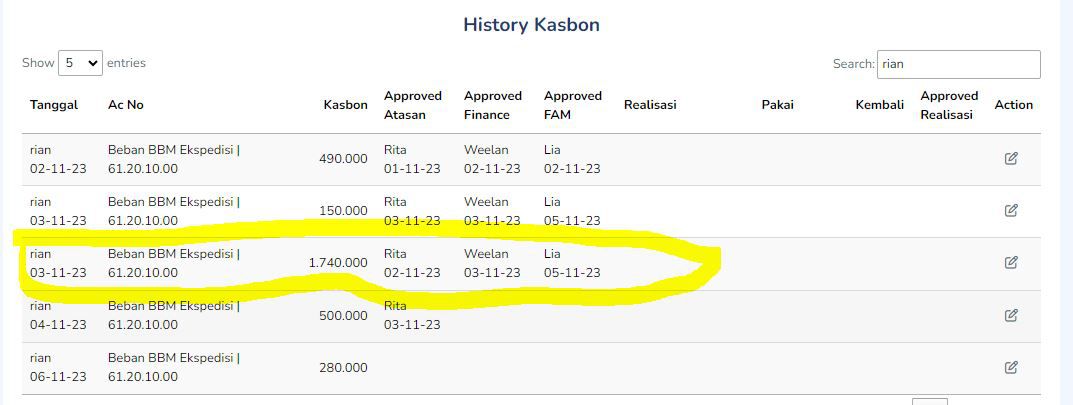 History Kasbon
Show 5 entries
Search: rian
Tanggal Ac No Kasbon Approved Atasan Approved Finance Approved FAM Realisasi Pakai Kembali Approved Realisasi Action
rian Beban BBM Ekspedisi | Rita Weelan Lia
02-11-23 61.20.10.00 490.000 01-11-23 02-11-23 02-11-23
rian Beban BBM Ekspedisi | Rita Weelan Lia
03-11-23 61.20.10.00 150.000 03-11-23 03-11-23 05-11-23
rian Beban BBM Ekspedisi | Rita Weelan Lia
03-11-23 61.20.10.00 1.740.000 02-11-23 03-11-23 05-11-23
rian Beban BBM Ekspedisi | Rita
04-11-23 61.20.10.00 500.000 03-11-23
rian Beban BBM Ekspedisi |
06-11-23 61.20.10.00 280.000